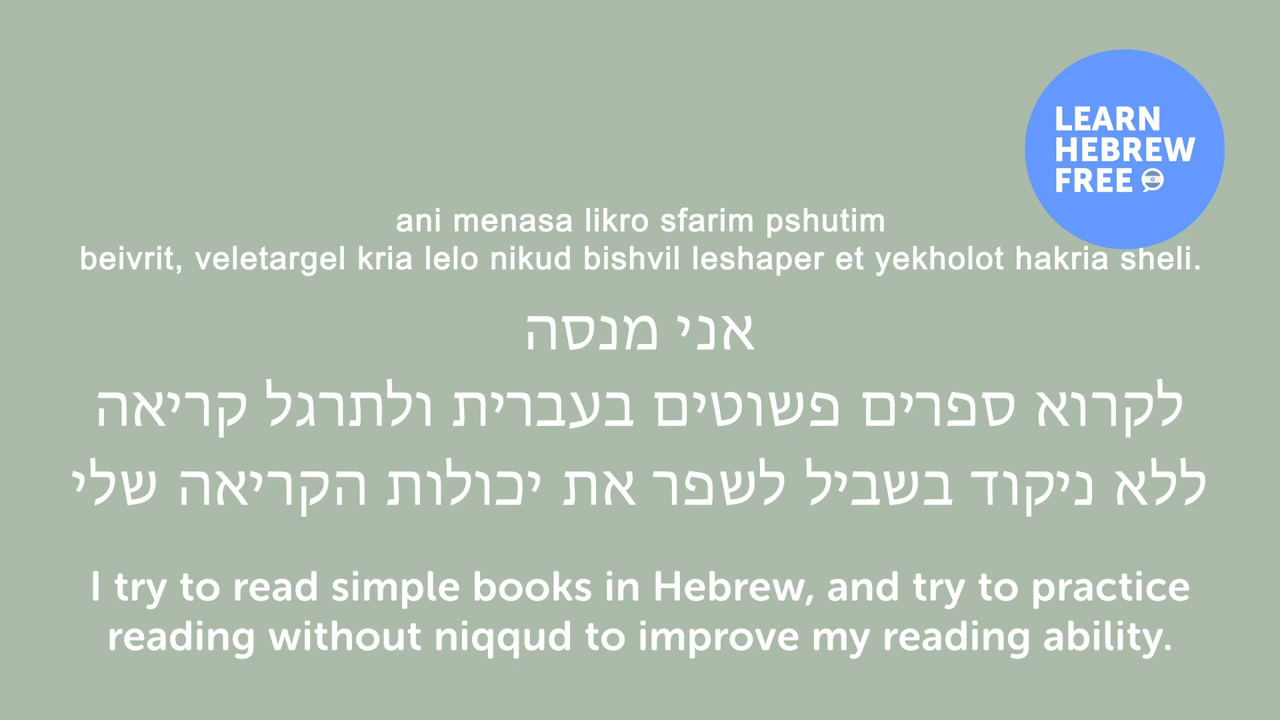 LEARN
HEBREW
FREE
ani menasa likro sfarim pshutim
beivrit, veletargel kria lelo nikud bishvil leshaper et yekholot hakria sheli.
אני מנסה
לקרוא ספרים פשוטים בעברית ולתרגל קריאה
ללא ניקוד בשביל לשפר את יכולות הקריאה שלי
I try to read simple books in Hebrew, and try to practice
reading without niqqud to improve my reading ability.